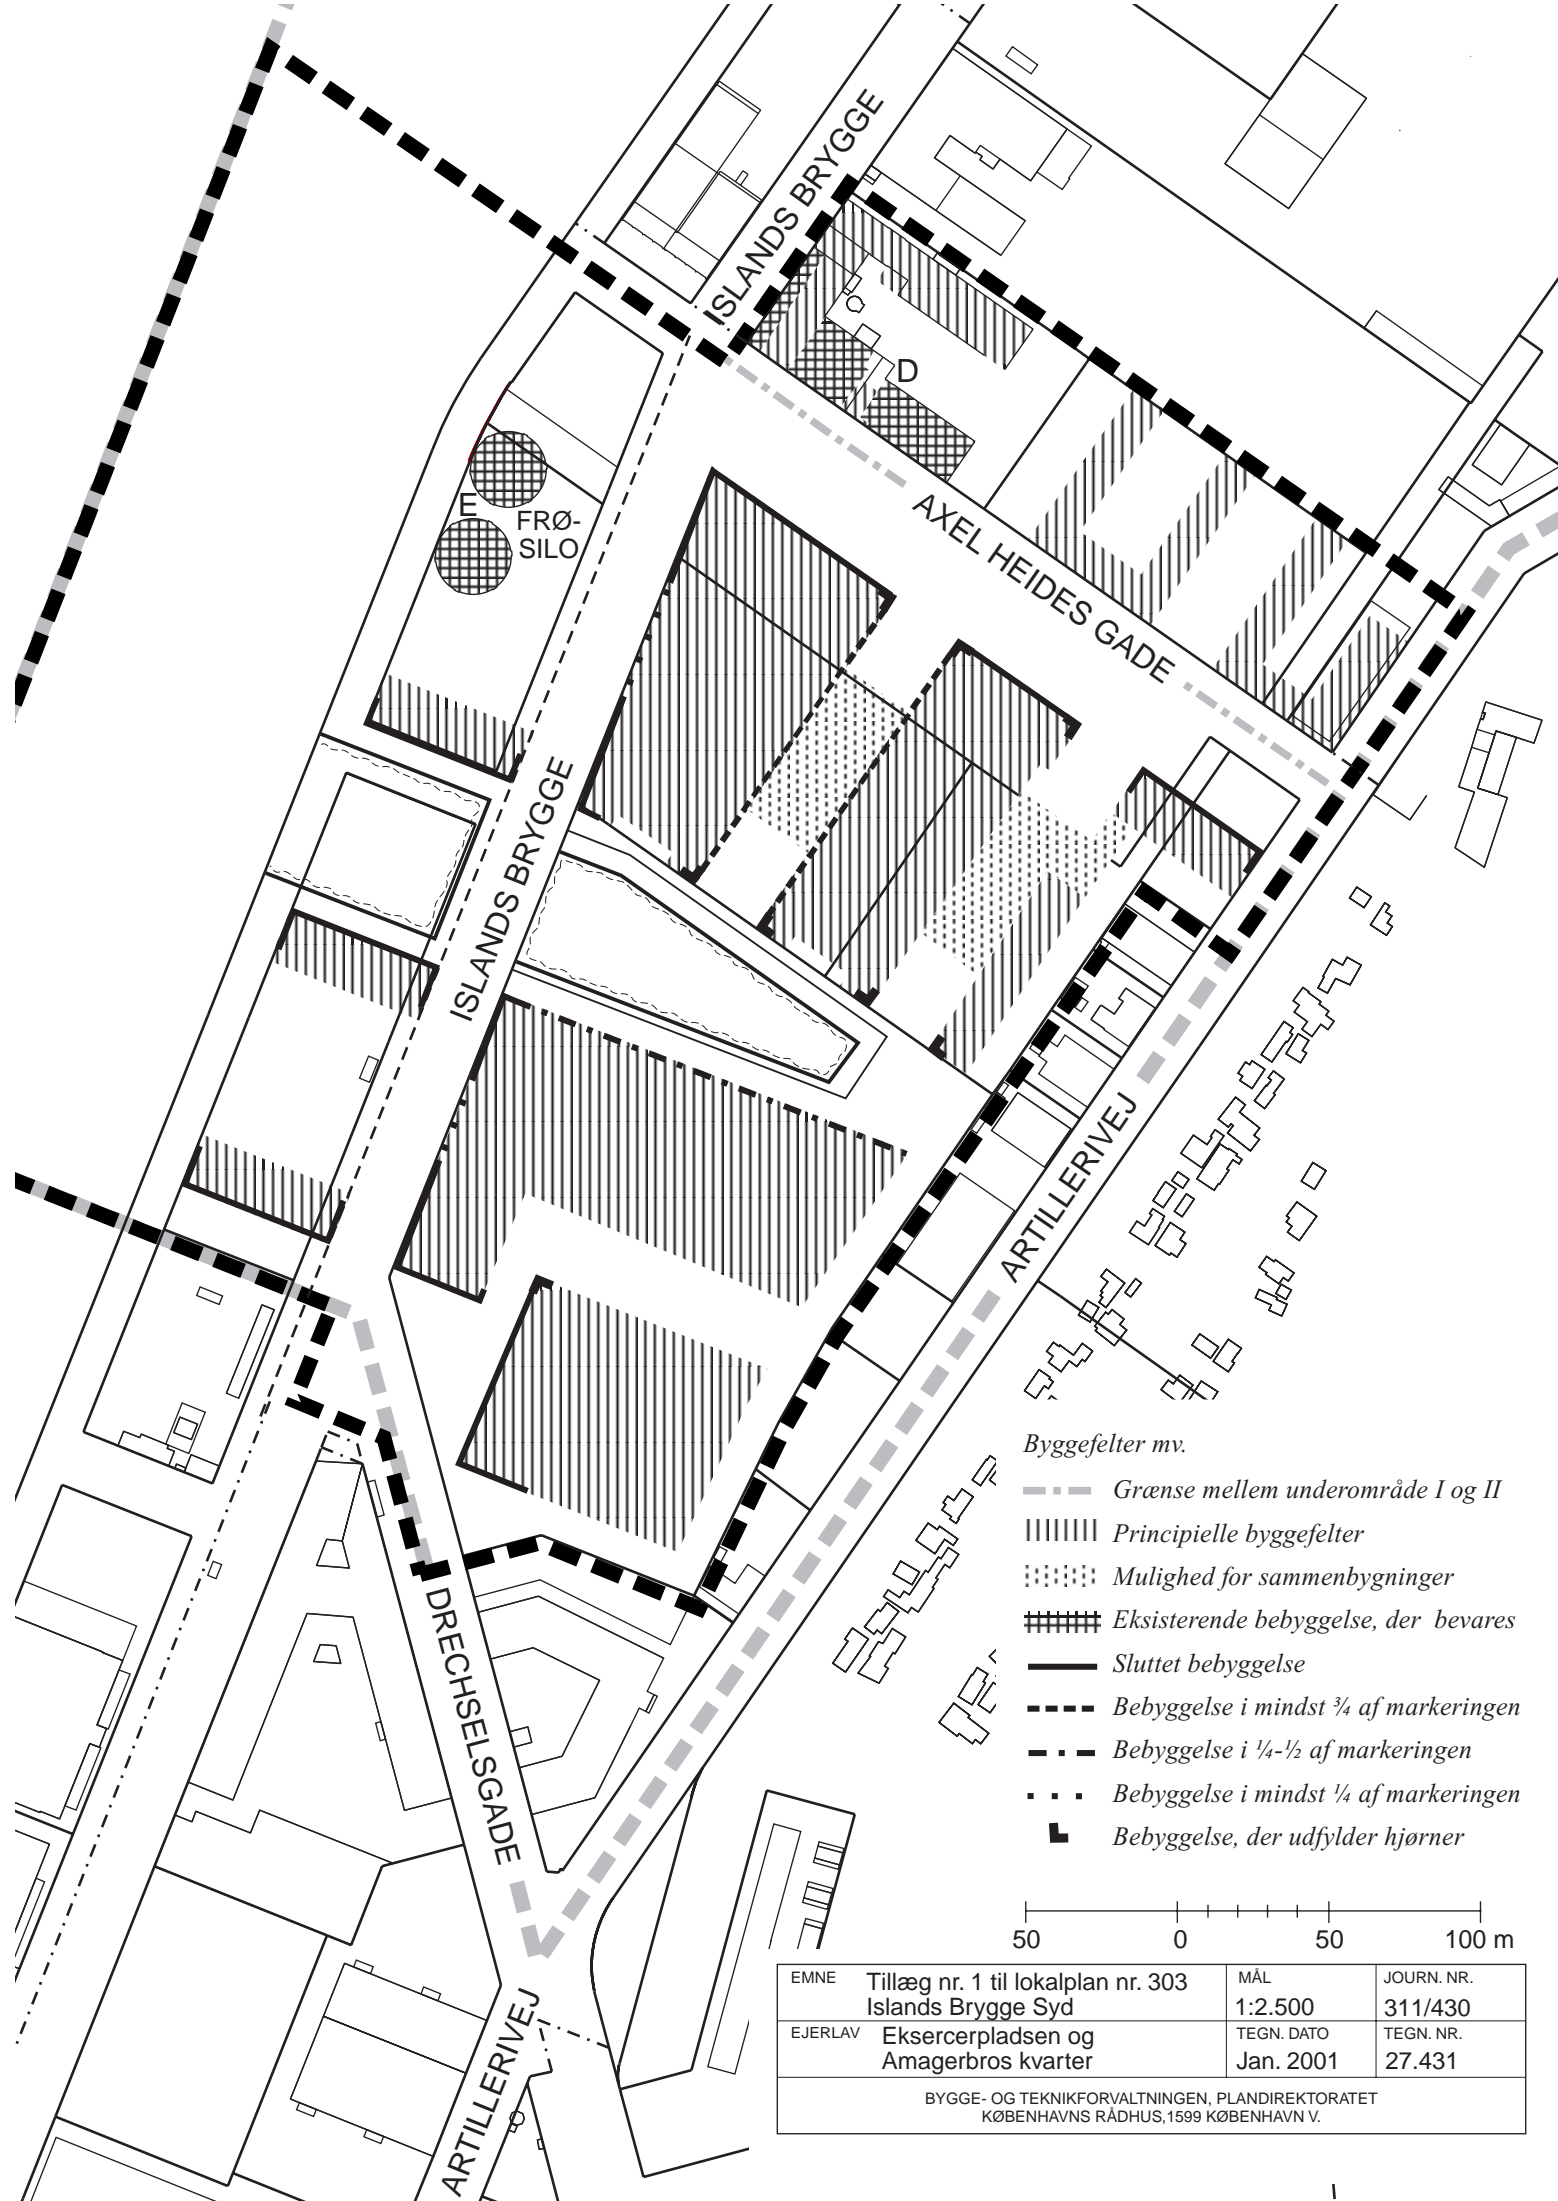 ISLANDS BRYGGE
D
E
FRØ-
SILO
AXEL HEIDES GADE
ISLANDS BRYGGE
ISLANDS BRYGGE
ARTILLERIVEJ
DRECHSELSGADE
ARTILLERIVEJ
Byggefelter mv.
Grænse mellem underområde I og II
Principielle byggefelter
Mulighed for sammenbygninger
Eksisterende bebyggelse, der bevares
Sluttet bebyggelse
Bebyggelse i mindst ¾ af markeringen
Bebyggelse i ¼-½ af markeringen
Bebyggelse i mindst ¼ af markeringen
Bebyggelse, der udfylder hjørner
50 0 50 100 m
EMNE Tillæg nr. 1 til lokalplan nr. 303
Islands Brygge Syd
MÅL
1:2.500
JOURN. NR.
311/430
EJERLAV Eksercerpladsen og
Amagerbros kvarter
TEGN. DATO
Jan. 2001
TEGN. NR.
27.431
BYGGE- OG TEKNIKFORVALTNINGEN, PLANDIREKTORATET
KØBENHAVNS RÅDHUS,1599 KØBENHAVN V.